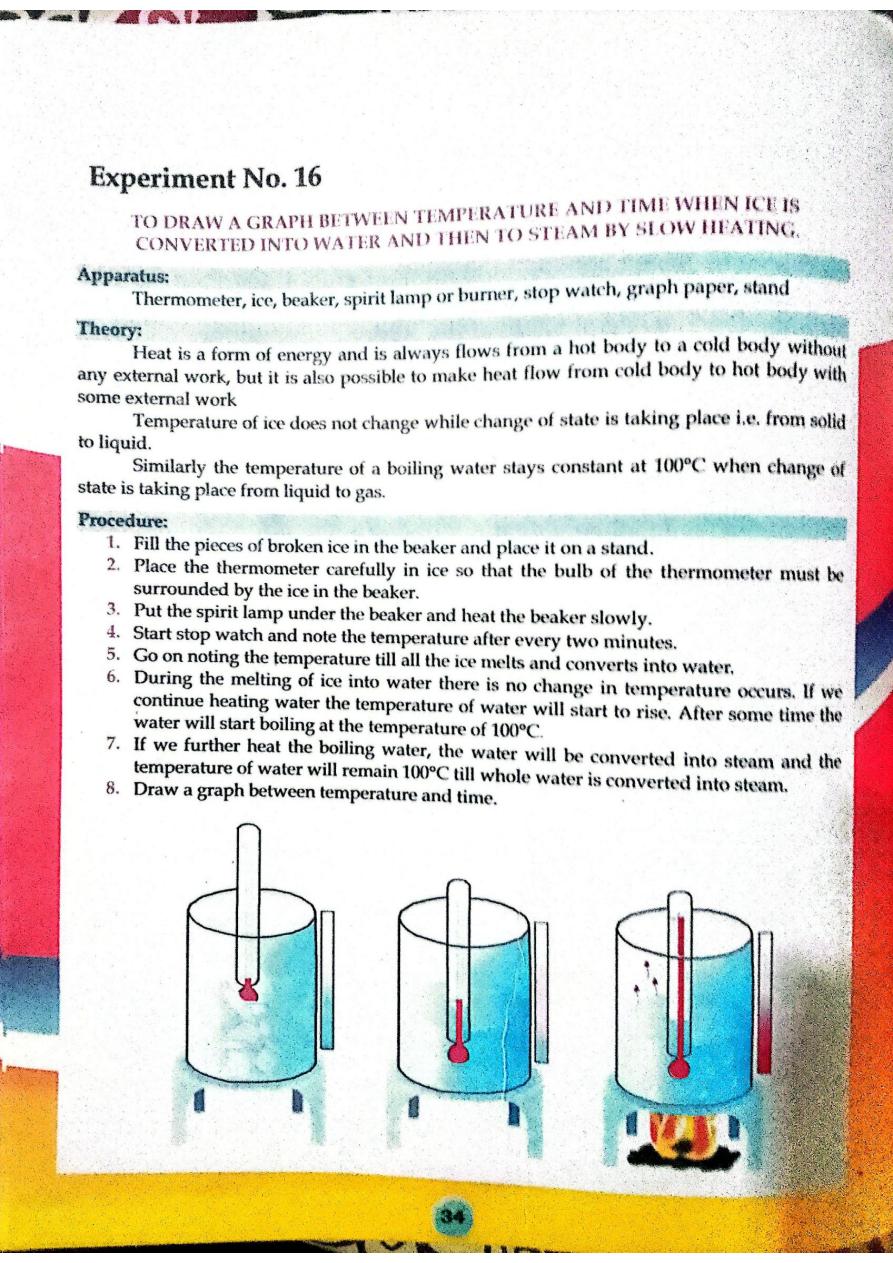 Experiment No. 16
TO DRAW A GRAPH BETWEEN TEMPERATURE AND TIME WHEN ICE IS
CONVERTED INTO WATER AND THEN TO STEAM BY SLOW HEATING.
Apparatus:
Thermometer, ice, beaker, spirit lamp or burner, stop watch, graph paper, stand
Theory:
Heat is a form of energy and is always flows from a hot body to a cold body without
any external work, but it is also possible to make heat flow from cold body to hot body with
some external work
Temperature of ice does not change while change of state is taking place i.e. from solid
to liquid.
Similarly the temperature of a boiling water stays constant at 100°C when change of
state is taking place from liquid to gas.
Procedure:
1. Fill the pieces of broken ice in the beaker and place it on a stand.
2. Place the thermometer carefully in ice so that the bulb of the thermometer must be
surrounded by the ice in the beaker.
3. Put the spirit lamp under the beaker and heat the beaker slowly.
4. Start stop watch and note the temperature after every two minutes.
5. Go on noting the temperature till all the ice melts and converts into water.
6. During the melting of ice into water there is no change in temperature occurs. If we
continue heating water the temperature of water will start to rise. After some time the
water will start boiling at the temperature of 100°C.
7. If we further heat the boiling water, the water will be converted into steam and the
temperature of water will remain 100°C till whole water is converted into steam.
8. Draw a graph between temperature and time.
34